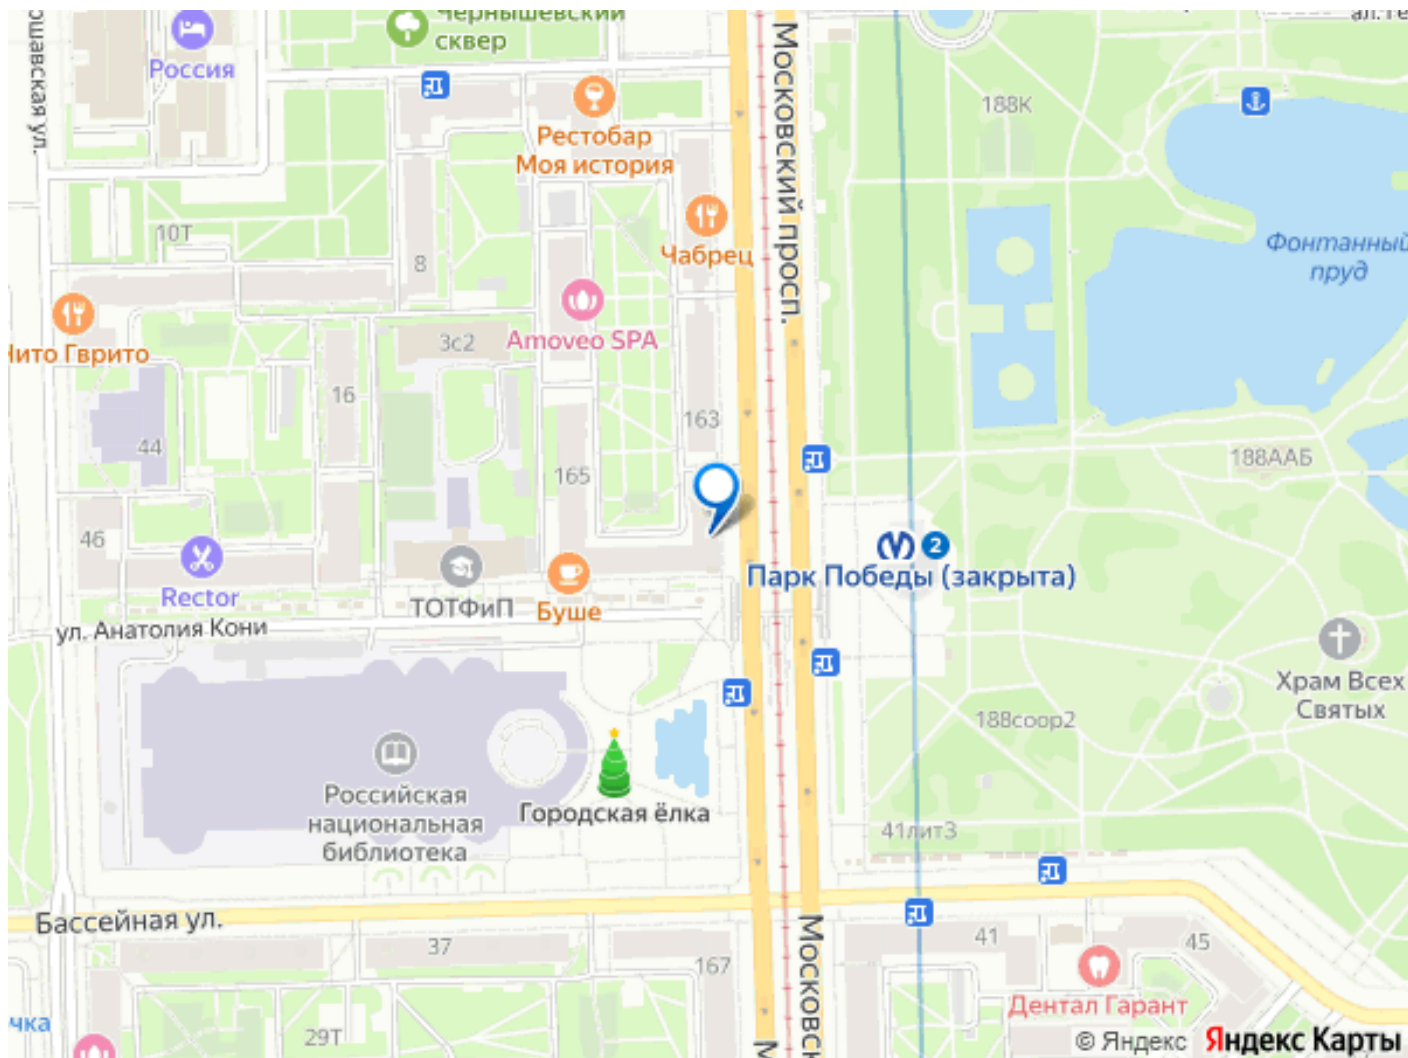 Чернышевский
сквер
Россия
Рестобар
Моя история
Московский просп.
188К
Фонтанный
пруд
10Т
8
Чабрец
3с2
Amoveo SPA
16
163
44
165
188ААБ
46
2
Парк Победы (закрыта)
Rector
ТОТФиП
Буше
ул. Анатолия Кони
Храм Всех
Святых
188соор2
Российская
национальная
библиотека
Городская ёлка
41лит3
Бассейная ул.
37
167
41
45
Дентал Гарант
29Т
© Яндекс Яндекс Карты